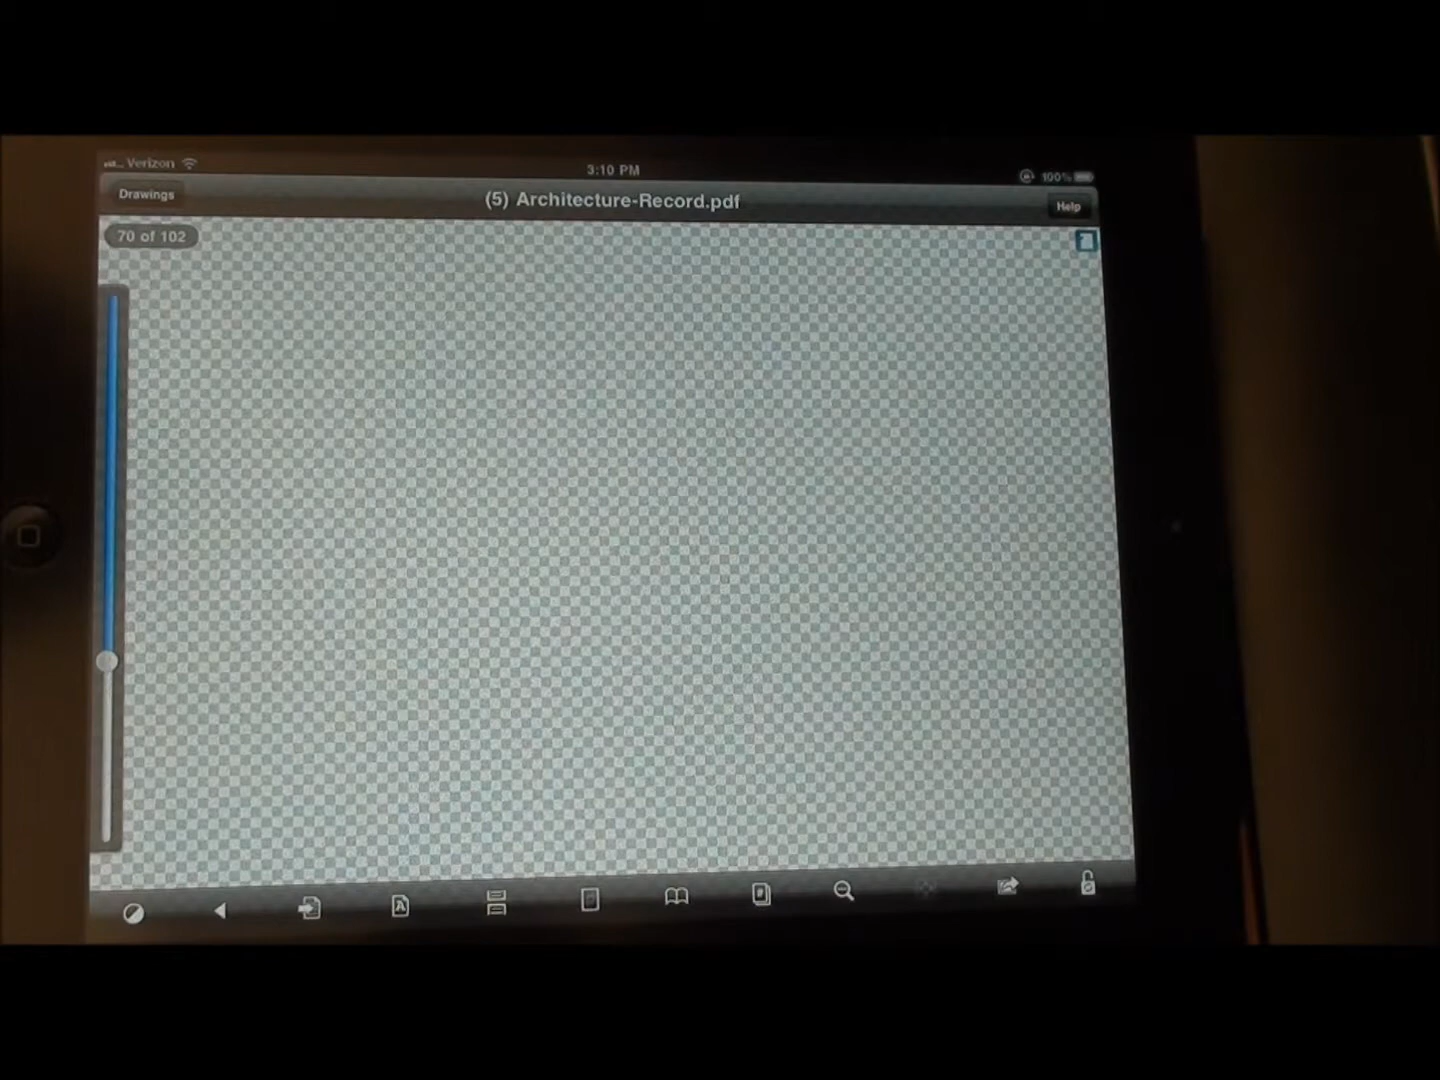 Verizon
3:10 PM
100%
Drawings
(5) Architecture-Record.pdf
Help
70 of 102